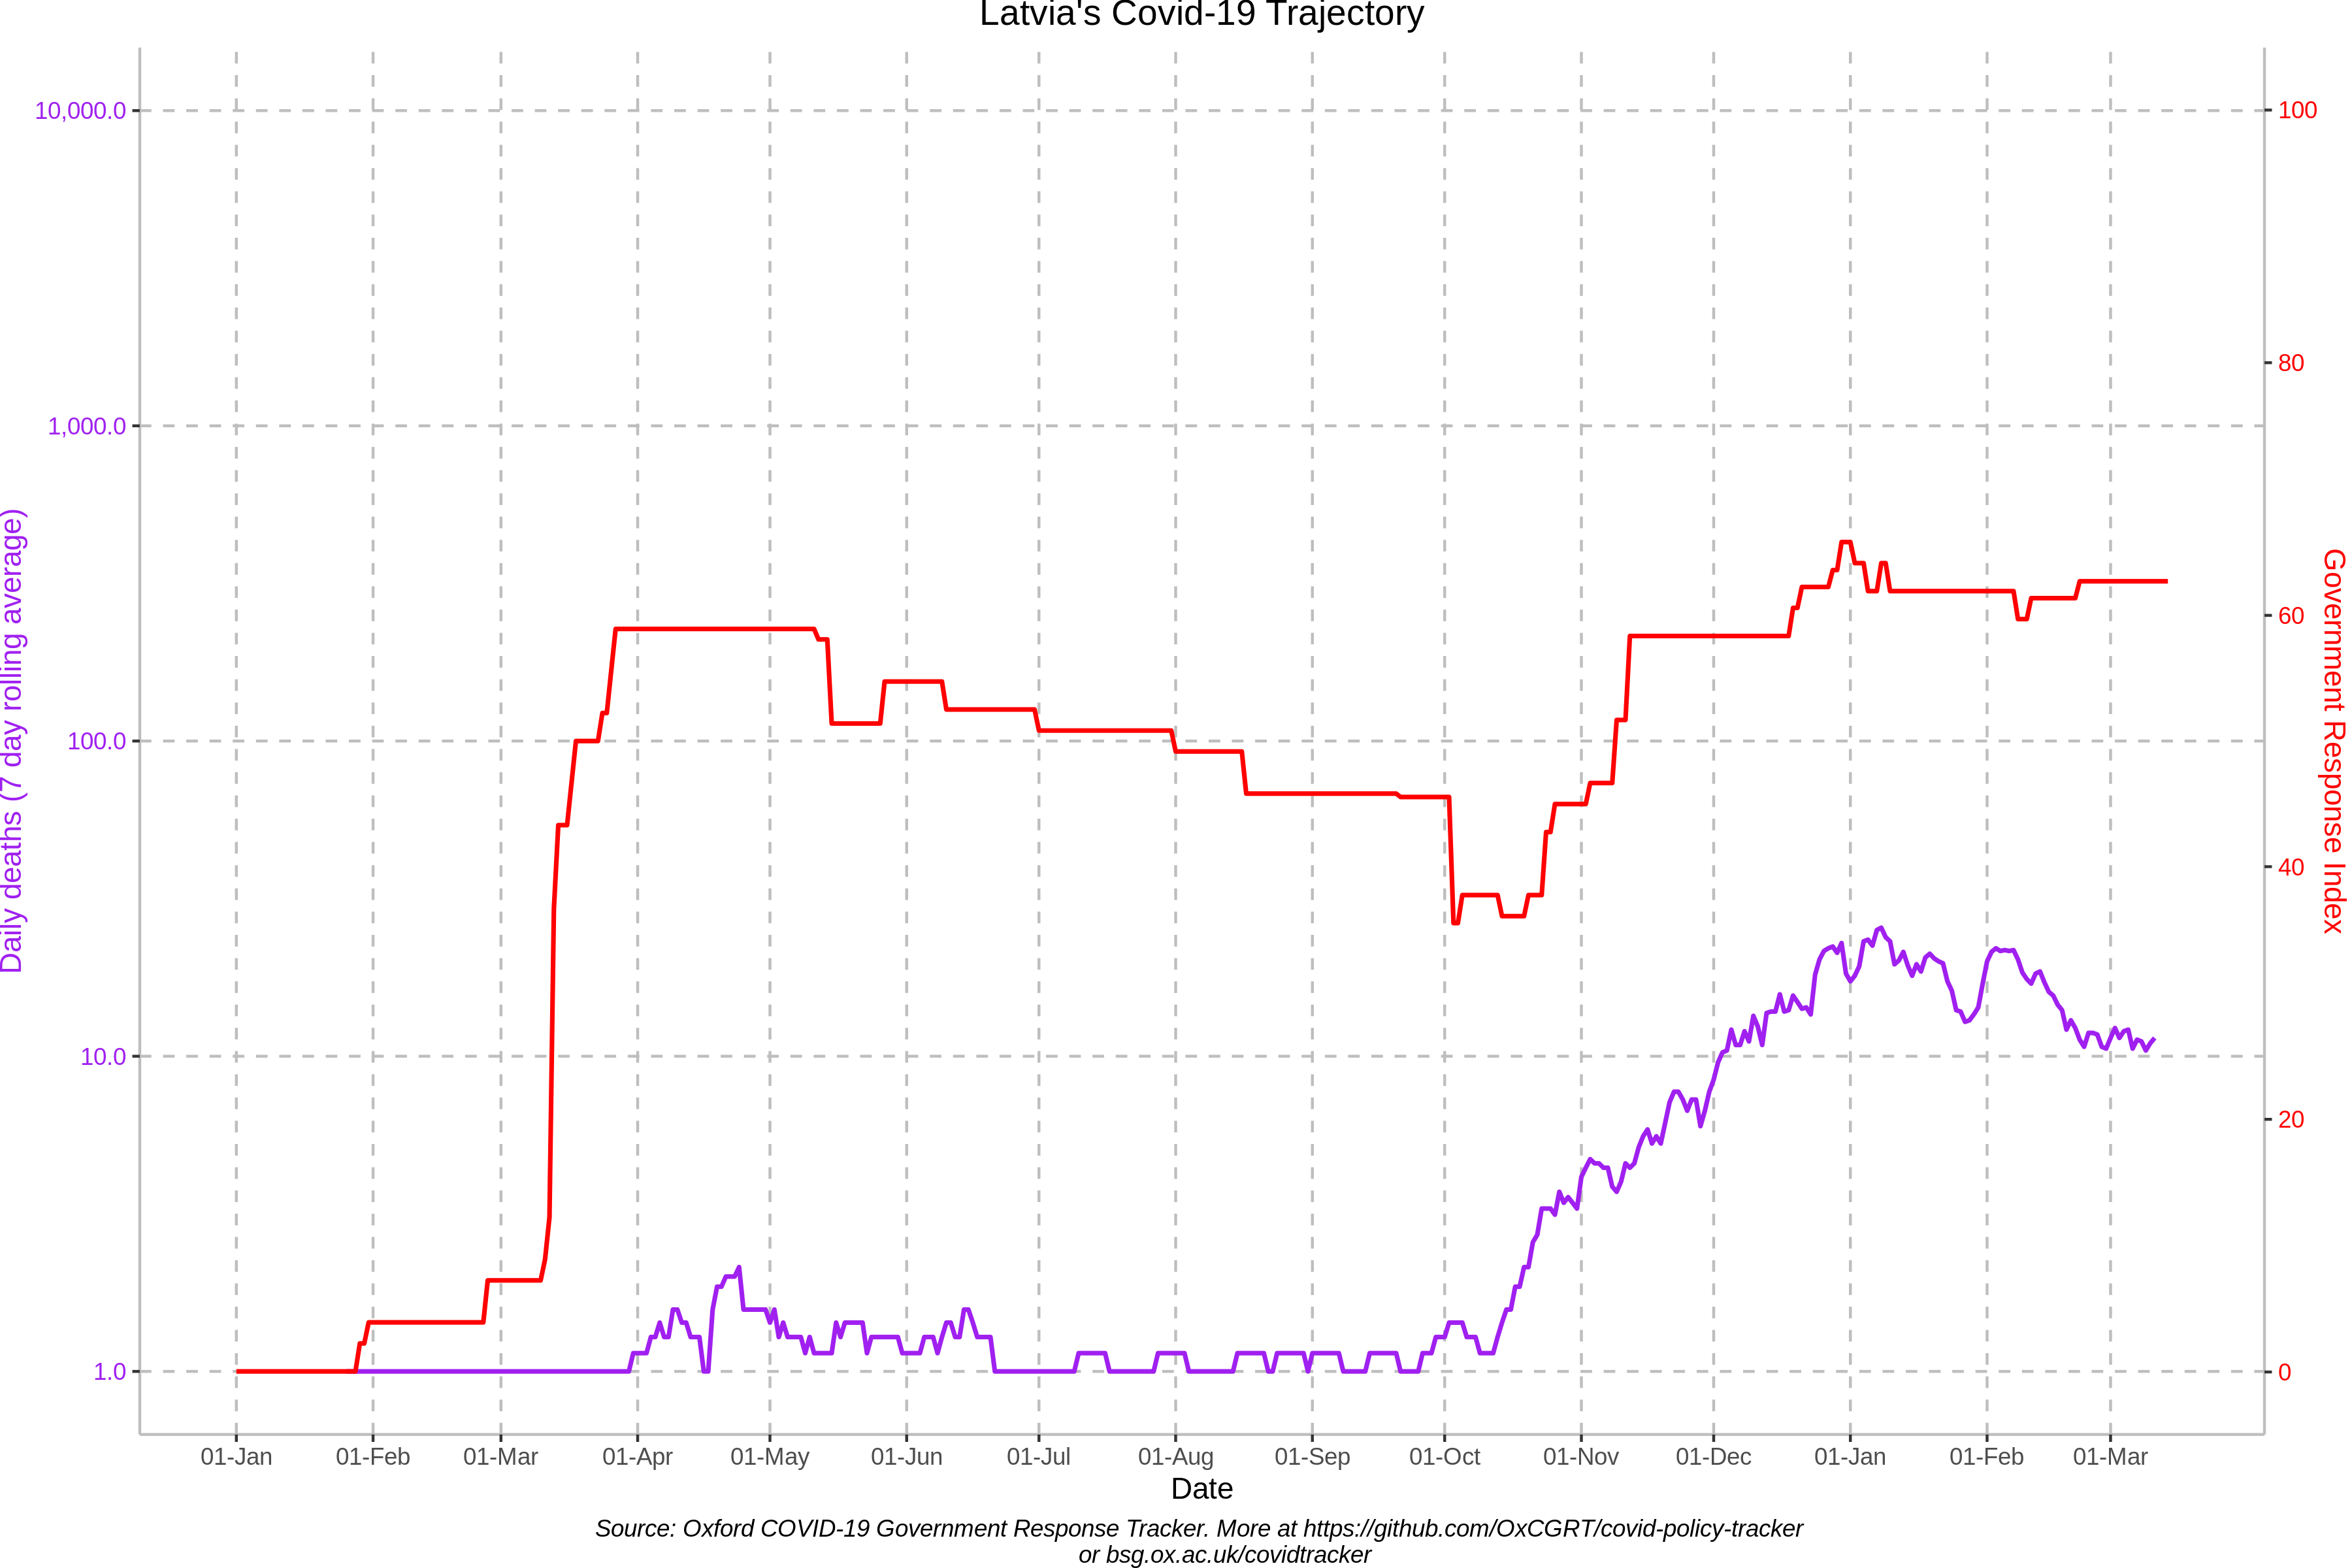 Latvia's Covid-19 Trajectory
10,000.0
1,000.0
100.0
10.0
1.0
Daily deaths (7 day rolling average)
100
80
60
40
20
0
Government Response Index
01-Jan 01-Feb 01-Mar 01-Apr 01-May 01-Jun 01-Jul 01-Aug 01-Sep 01-Oct 01-Nov 01-Dec 01-Jan 01-Feb 01-Mar
Date
Source: Oxford COVID-19 Government Response Tracker. More at https://github.com/OxCGRT/covid-policy-tracker
or bsg.ox.ac.uk/covidtracker